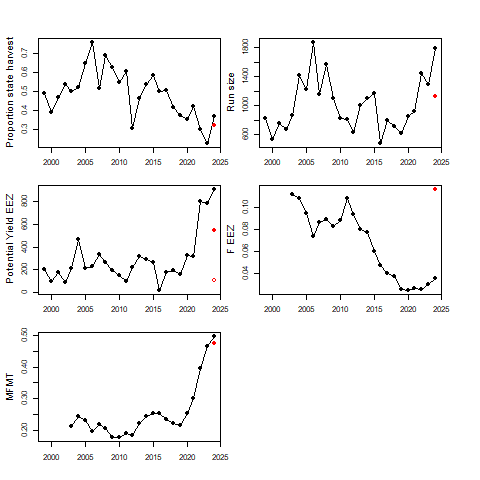 Proportion state harvest
0.3 0.4 0.5 0.6 0.7
2000 2005 2010 2015 2020 2025
Run size
600 1000 1400 1800
2000 2005 2010 2015 2020 2025
Potential Yield EEZ
0 200 400 600 800
2000 2005 2010 2015 2020 2025
F EEZ
0.04 0.06 0.08 0.10
2000 2005 2010 2015 2020 2025
MFMT
0.20 0.30 0.40 0.50
2000 2005 2010 2015 2020 2025